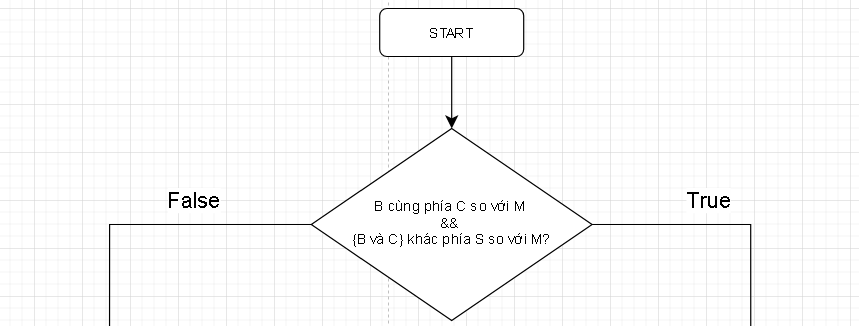 START
False
True
B cùng phía C so với M
&&
{B và C} khác phía S so với M?